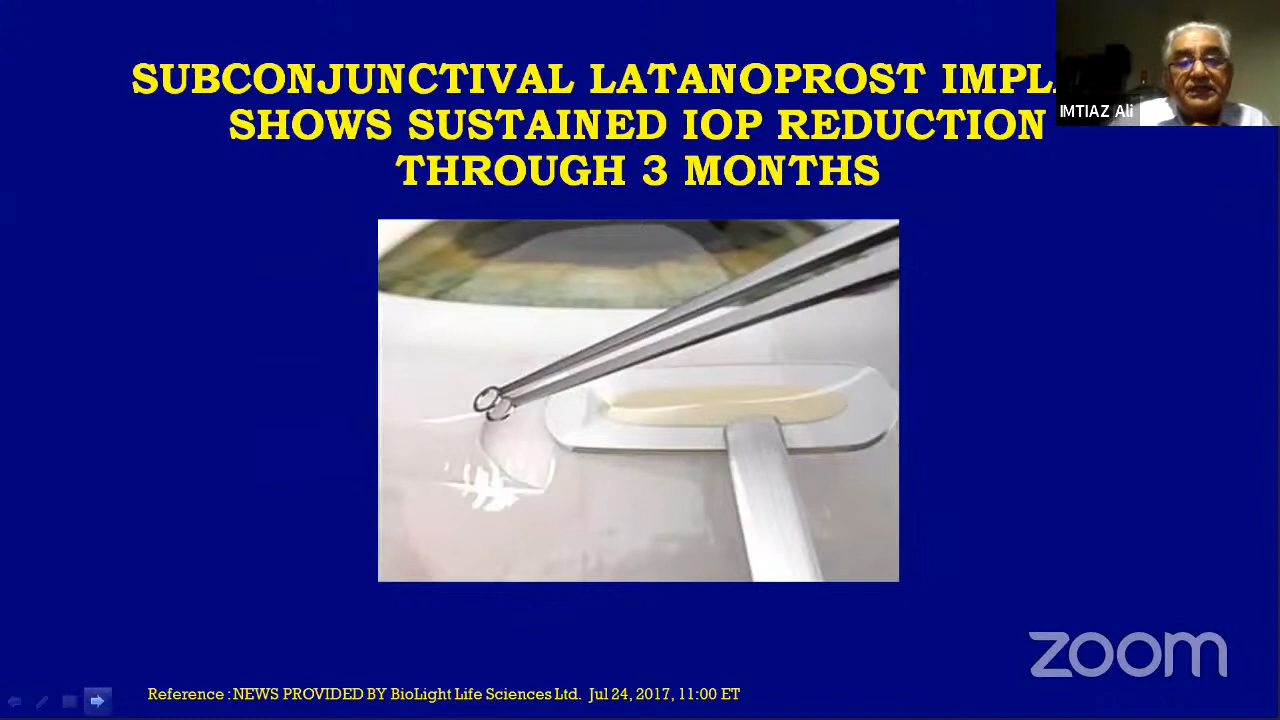 SUBCONJUNCTIVAL LATANOPROST IMPL
SHOWS SUSTAINED IOP REDUCTION
THROUGH 3 MONTHS
IMTIAZ Ali
zoom
Reference : NEWS PROVIDED BY BioLight Life Sciences Ltd. Jul 24, 2017, 11:00 ET